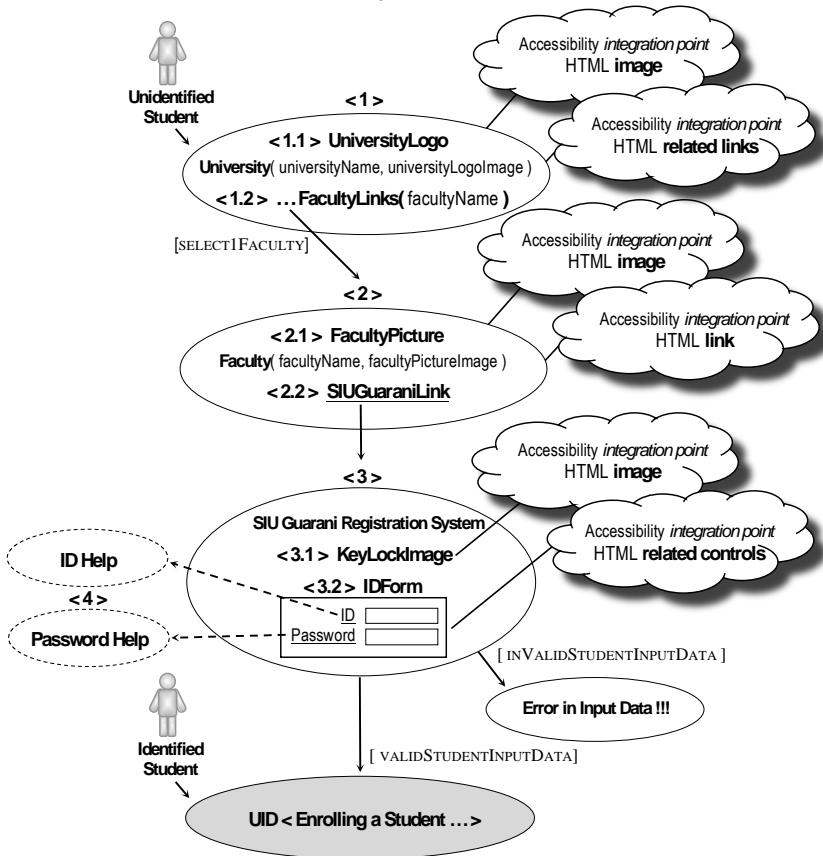 Unidentified
Student
<1>
<1.1> UniversityLogo
University( universityName, universityLogoImage )
<1.2> ...FacultyLinks( facultyName )
Accessibility integration point
HTML image
Accessibility integration point
HTML related links
[SELECT1FACULTY]
<2>
<2.1> FacultyPicture
Faculty( facultyName, facultyPictureImage )
<2.2> SIUGuaraniLink
Accessibility integration point
HTML image
Accessibility integration point
HTML link
<3>
SIU Guarani Registration System
<3.1> KeyLockImage
<3.2> IDForm
ID
Password
Accessibility integration point
HTML image
Accessibility integration point
HTML related controls
ID Help
<4>
Password Help
[ INVALIDSTUDENTINPUTDATA ]
Error in Input Data !!!
Identified
Student
[ VALIDSTUDENTINPUTDATA]
UID < Enrolling a Student ...>